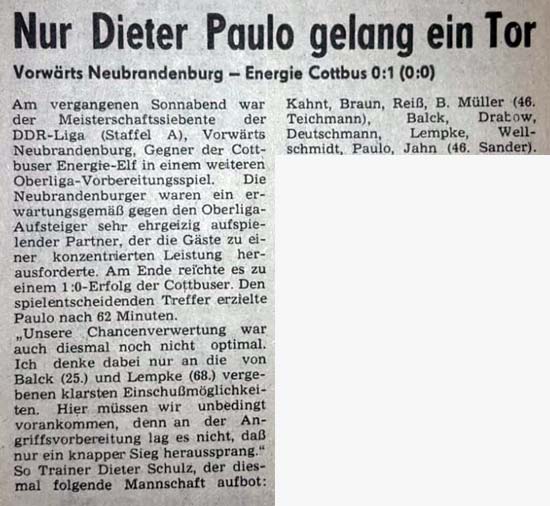 Nur Dieter Paulo gelang ein Tor
Vorwärts Neubrandenburg – Energie Cottbus 0:1 (0:0)
Am vergangenen Sonnabend war
der Meisterschaftssiebente der
DDR-Liga (Staffel A), Vorwärts
Neubrandenburg, Gegner der Cott-
buser Energie-Elf in einem weiteren
Oberliga-Vorbereitungsspiel. Die
Neubrandenburger waren ein er-
wartungsgemäß gegen den Oberliga-
Aufsteiger sehr ehrgeizig aufspie-
lender Partner, der die Gäste zu ei-
ner konzentrierten Leistung her-
ausforderte. Am Ende reichte es zu
einem 1:0-Erfolg der Cottbuser. Den
spielentscheidenden Treffer erzielte
Paulo nach 62 Minuten.
„Unsere Chancenverwertung war
auch diesmal noch nicht optimal.
Ich denke dabei nur an die von
Balck (25.) und Lempke (68.) verge-
benen klarsten Einschußmöglichkei-
ten. Hier müssen wir unbedingt
vorankommen, denn an der An-
griffsvorbereitung lag es nicht, daß
nur ein knapper Sieg heraussprang.“
So Trainer Dieter Schulz, der dies-
mal folgende Mannschaft aufbot:
Kahnt, Braun, Reiß, B. Müller (46.
Teichmann), Balck, Drabow,
Deutschmann, Lempke, Well-
schmidt, Paulo, Jahn (46. Sander).